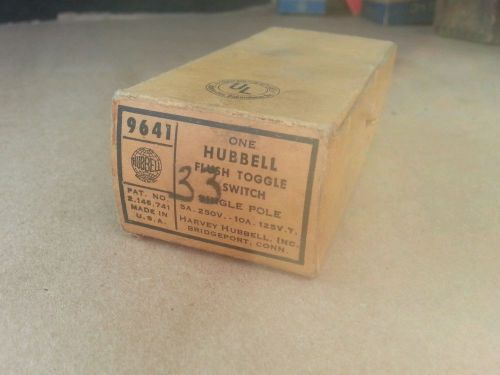 UL
9641
HUBBELL
PAT. NO.
2,146,741
MADE IN
U.S.A.
ONE
HUBBELL
FLUSH TOGGLE
SWITCH
SINGLE POLE
5A. 250V. - 10A. 125V. T.
HARVEY HUBBELL, INC.
BRIDGEPORT, CONN.
33